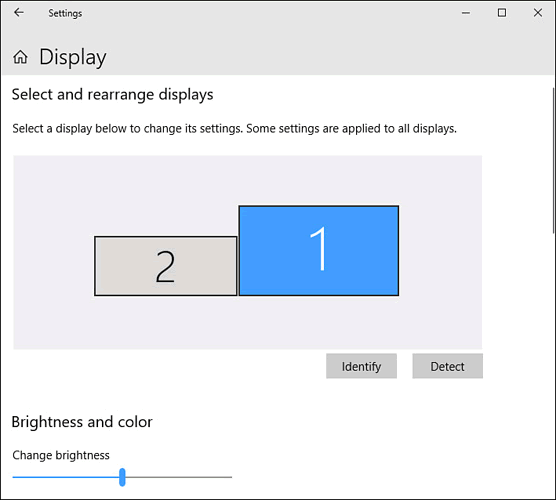 Settings
Display
Select and rearrange displays
Select a display below to change its settings. Some settings are applied to all displays.
2
1
Identify
Detect
Brightness and color
Change brightness